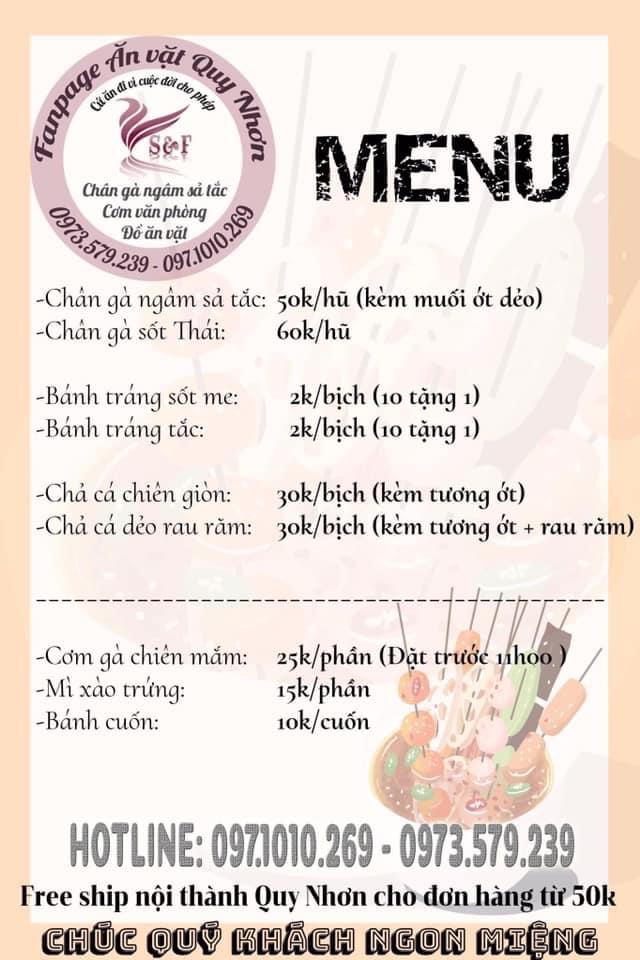 Fanpage Ăn vặt Quy Nhơn
Cứ ăn đi vì cuộc đời cho phép
S&F
Chân gà ngâm sả tắc
Cơm văn phòng
Đồ ăn vặt
0973.579.239 - 097.1010.269
MENU
-Chân gà ngâm sả tắc: 50k/hũ (kèm muối ớt dẻo)
-Chân gà sốt Thái: 60k/hũ
-Bánh tráng sốt me: 2k/bịch (10 tặng 1)
-Bánh tráng tắc: 2k/bịch (10 tặng 1)
-Chả cá chiên giòn: 30k/bịch (kèm tương ớt)
-Chả cá dẻo rau răm: 30k/bịch (kèm tương ớt + rau răm)
-Cơm gà chiên mắm: 25k/phần (Đặt trước 11h00 )
-Mì xào trứng: 15k/phần
-Bánh cuốn: 10k/cuốn
HOTLINE: 097.1010.269 - 0973.579.239
Free ship nội thành Quy Nhơn cho đơn hàng từ 50k
CHÚC QUÝ KHÁCH NGON MIỆNG